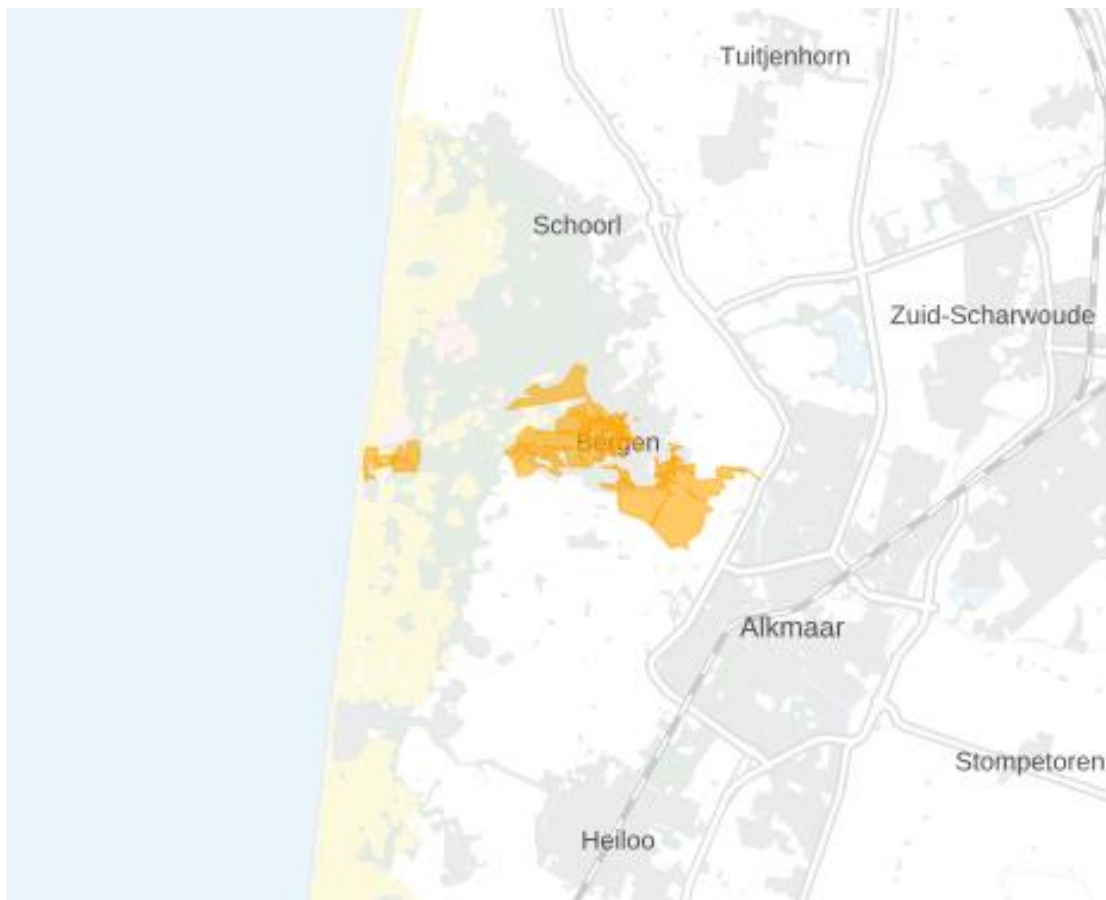 Tuitjenhorn
Schoorl
Zuid-Scharwoude
Bergen
Alkmaar
Stompetoren
Heiloo